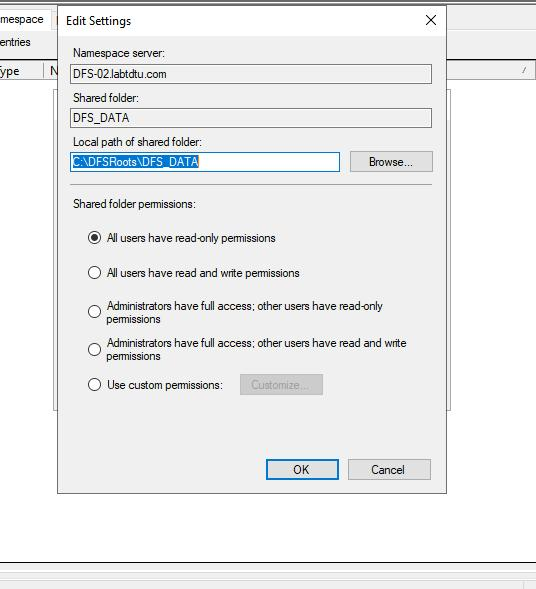 Edit Settings
mespace
entries
ype
N
Namespace server:
DFS-02.labtdtu.com
Shared folder:
DFS_DATA
Local path of shared folder:
C:\DFSRoots\DFS_DATA
Browse...
Shared folder permissions:
All users have read-only permissions
All users have read and write permissions
Administrators have full access; other users have read-only
permissions
Administrators have full access; other users have read and write
permissions
Use custom permissions:
Customize...
OK
Cancel